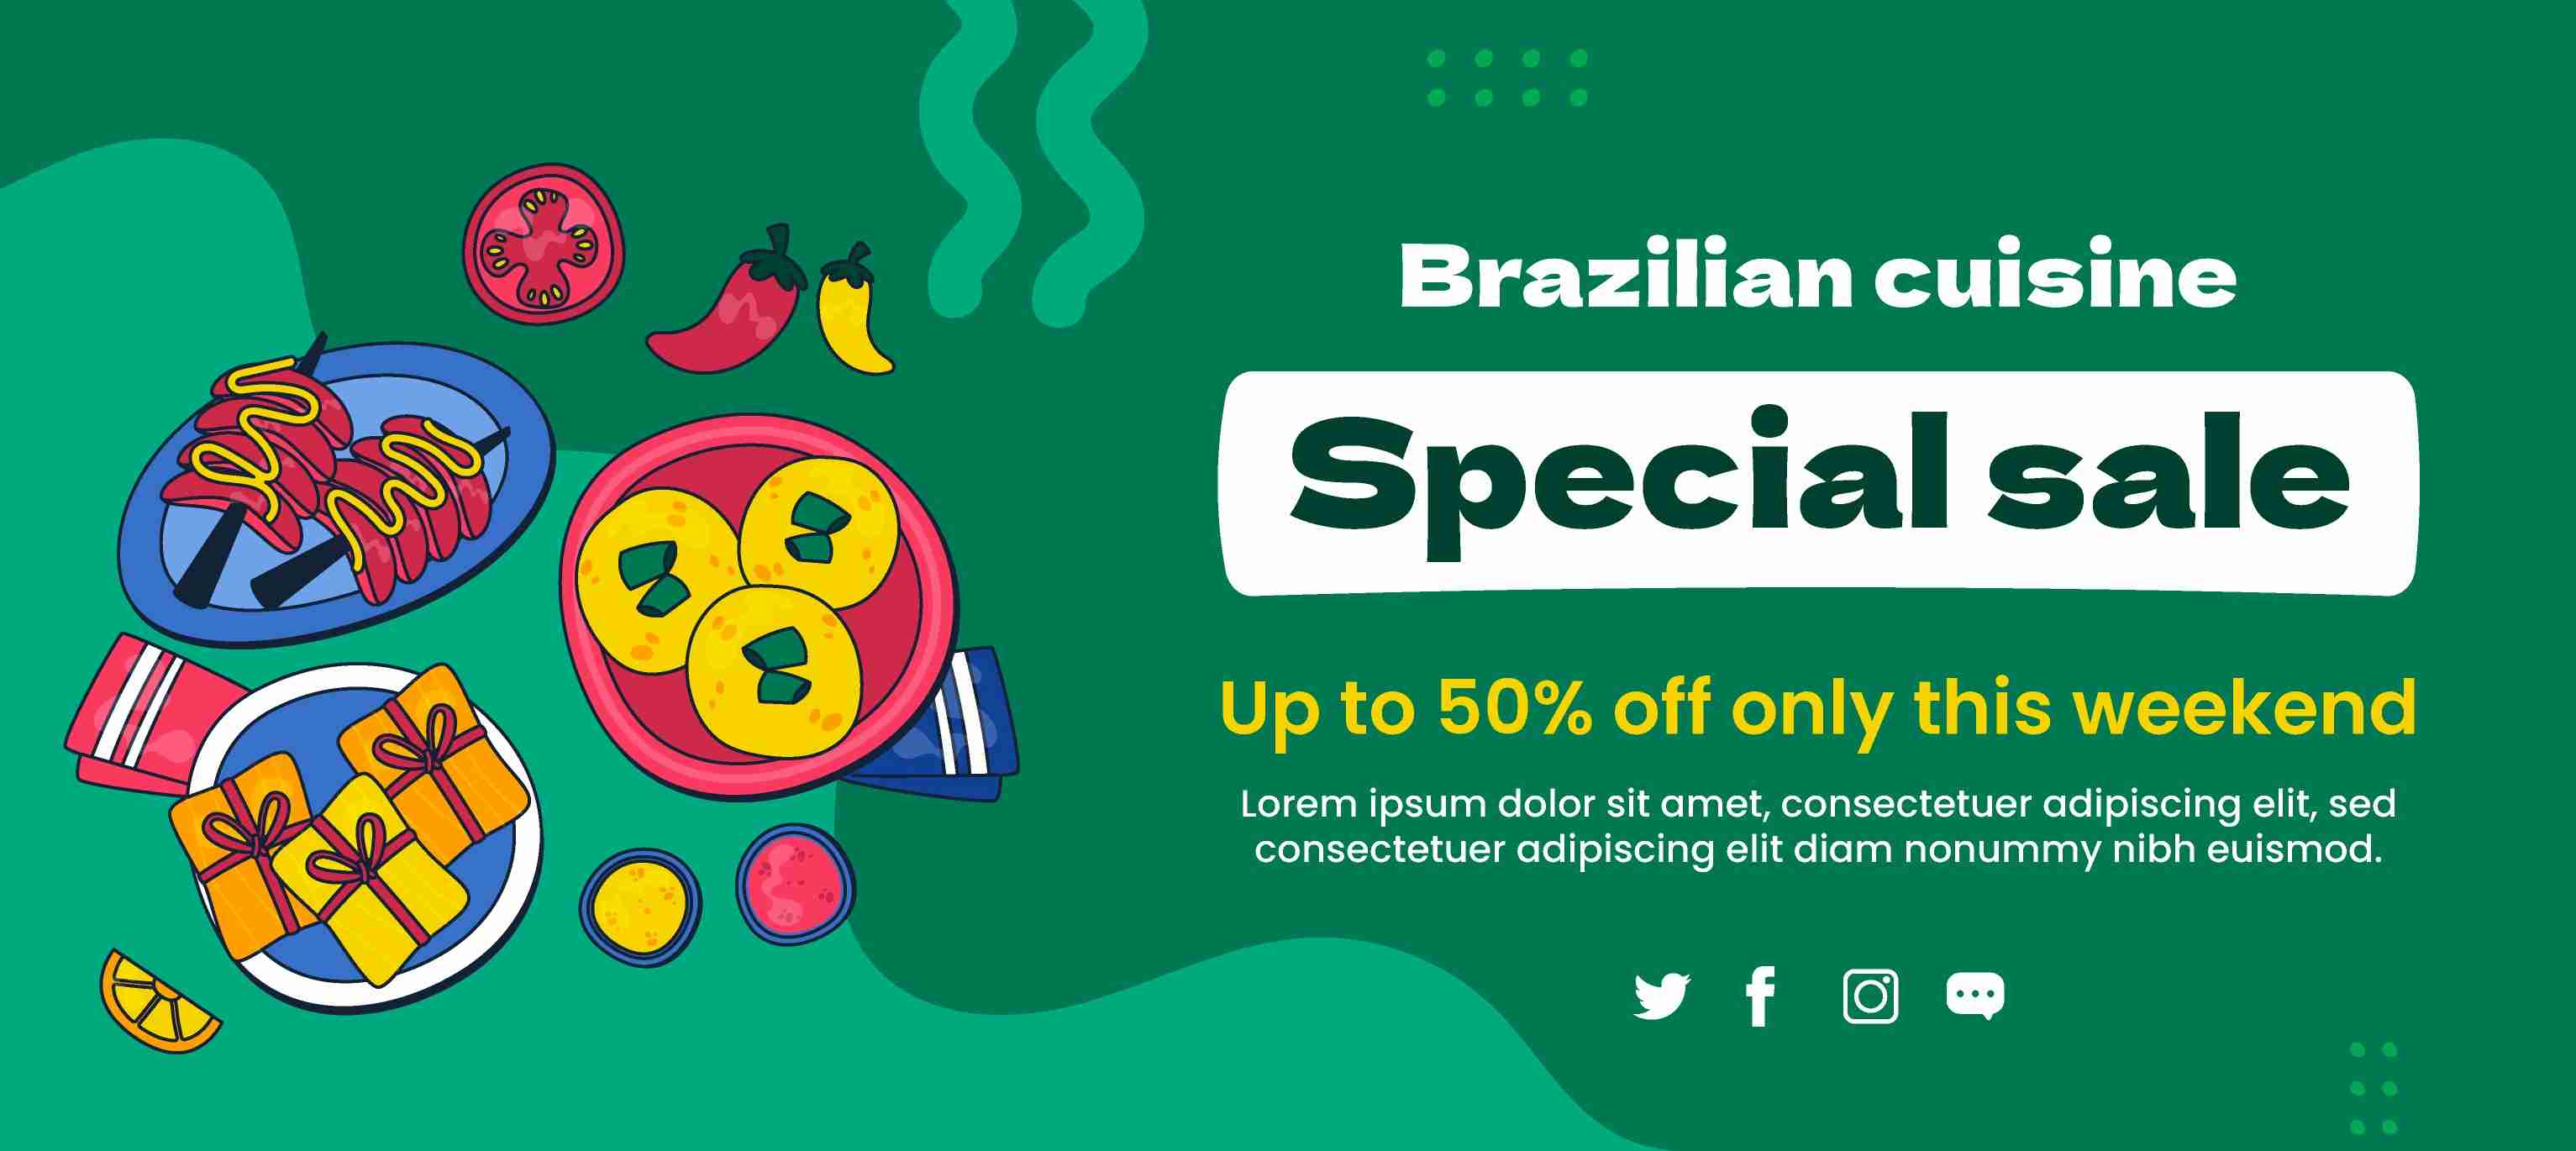 Brazilian cuisine
Special sale
Up to 50% off only this weekend
Lorem ipsum dolor sit amet, consectetuer adipiscing elit, sed
consectetuer adipiscing elit diam nonummy nibh euismod.